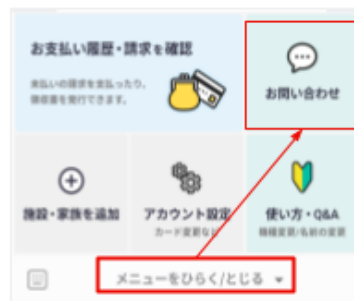 お支払い履歴・請求を確認
未払いの請求を支払ったり、
領収書を発行できます。
お問い合わせ
施設・家族を追加
アカウント設定
カード変更など
使い方・Q&A
機種変更/名前の変更
メニューをひらく/とじる